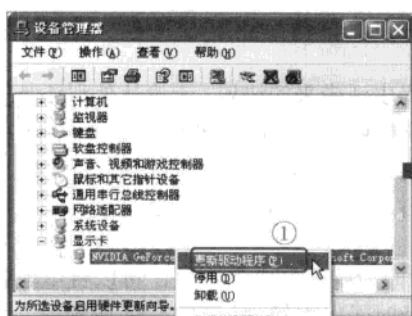 设备管理器
文件(F) 操作(A) 查看(V) 帮助(H)
计算机
监视器
键盘
软盘控制器
声音、视频和游戏控制器
鼠标和其它指针设备
通用串行总线控制器
网络适配器
系统设备
显示卡
①
NVIDIA GeForce 更新驱动程序(P)... soft Corpor
停用(D)
卸载(U)
为所选设备启用硬件更新向导。